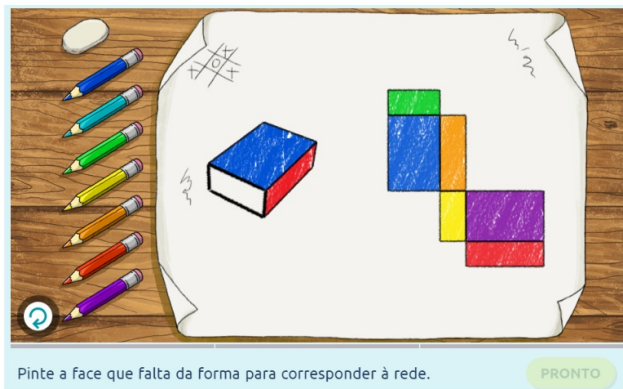 Pinte a face que falta da forma para corresponder à rede.
PRONTO